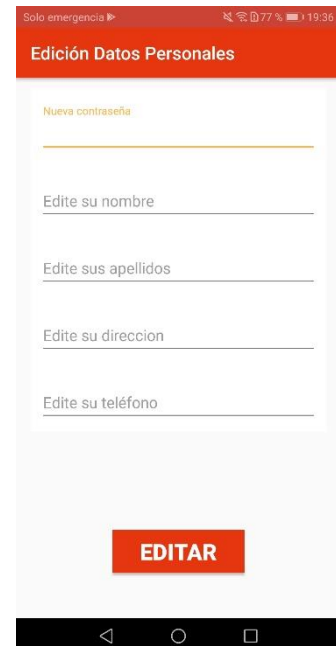 Solo emergencia
77 % 19:36
Edición Datos Personales
Nueva contraseña
Edite su nombre
Edite sus apellidos
Edite su direccion
Edite su teléfono
EDITAR